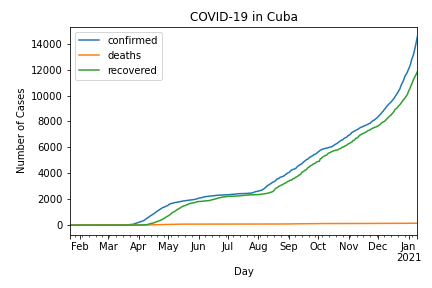 COVID-19 in Cuba
confirmed
deaths
recovered
Number of Cases
14000
12000
10000
8000
6000
4000
2000
0
Feb Mar Apr May Jun Jul Aug Sep Oct Nov Dec Jan
2021
Day